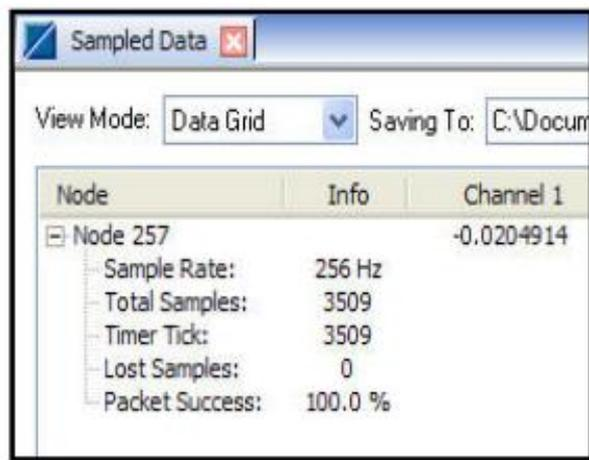 Sampled Data
View Mode: Data Grid Saving To: C:\Docum
Node Info Channel 1
Node 257 -0.0204914
Sample Rate: 256 Hz
Total Samples: 3509
Timer Tick: 3509
Lost Samples: 0
Packet Success: 100.0 %